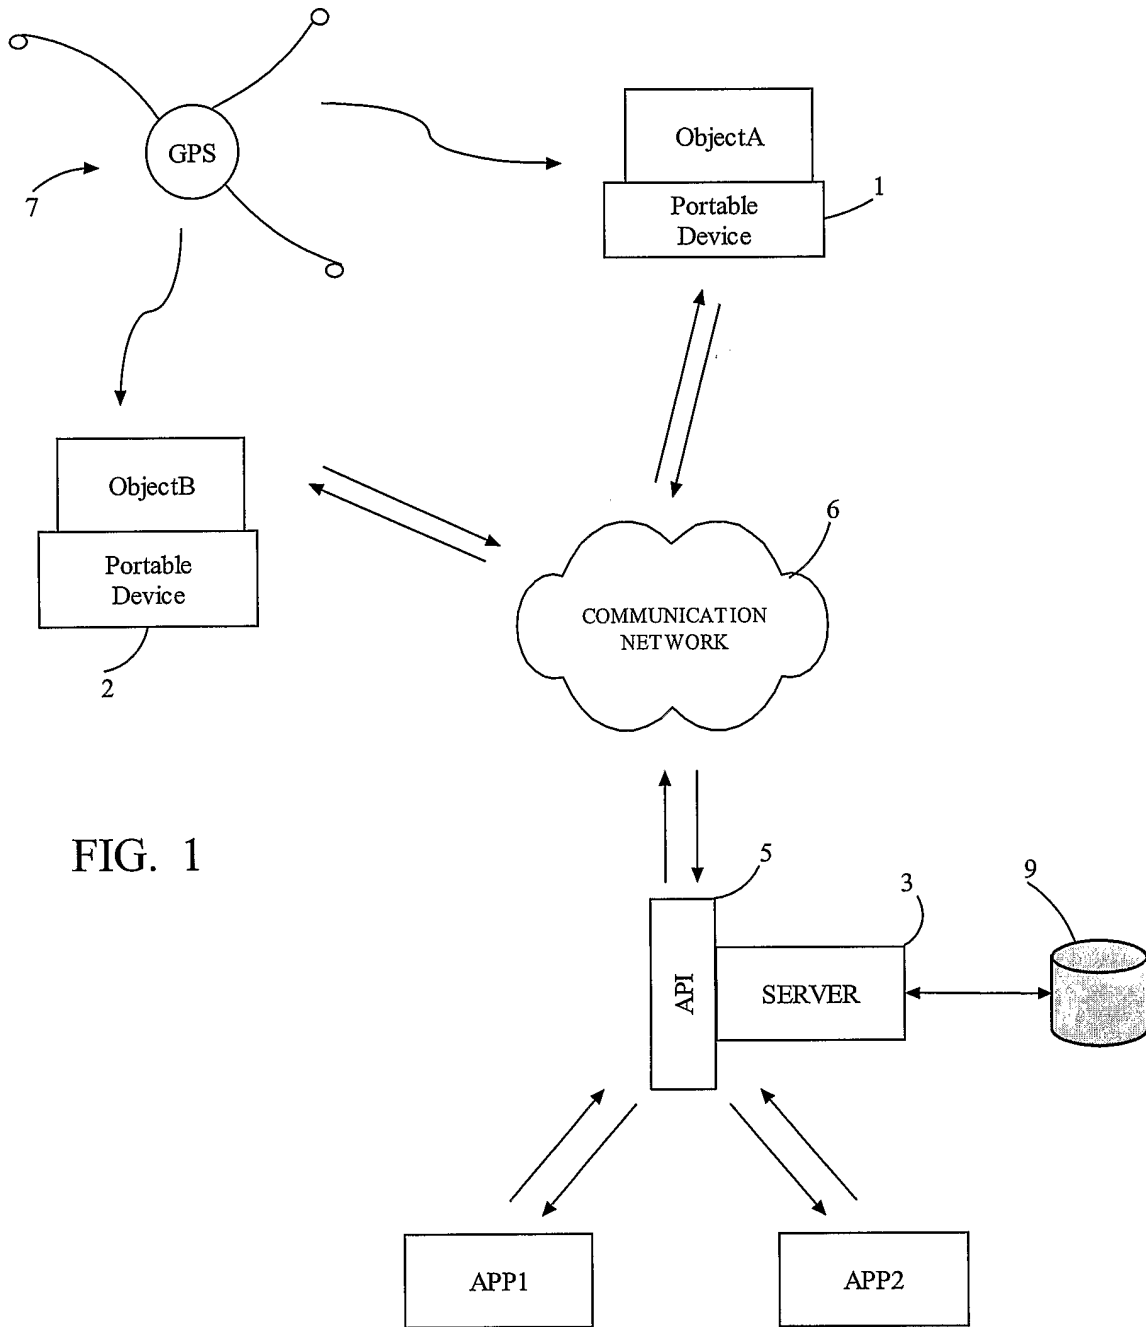 GPS
7
ObjectA
Portable
Device
1
ObjectB
Portable
Device
2
6
COMMUNICATION
NETWORK
FIG. 1
5
3
9
API
SERVER
APP1
APP2